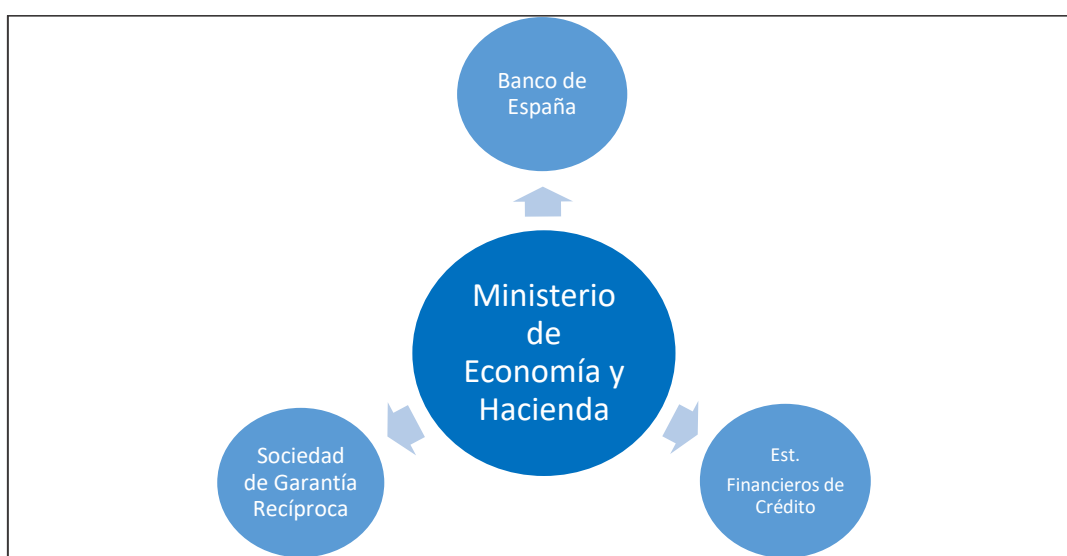 Banco de
España
Ministerio
de
Economía y
Hacienda
Sociedad
de Garantía
Recíproca
Est.
Financieros de
Crédito